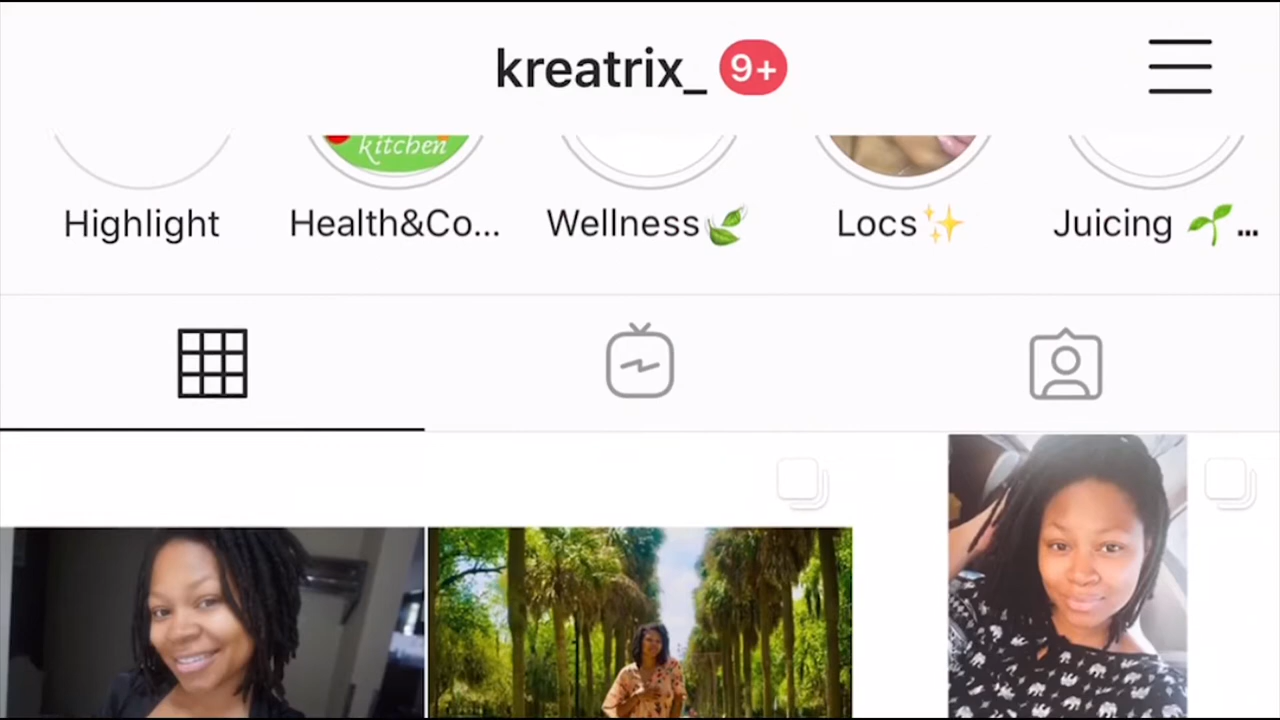 kreatrix_ 9+
kitchen
Highlight Health&Co... Wellness🌿 Locs✨ Juicing 🌱...